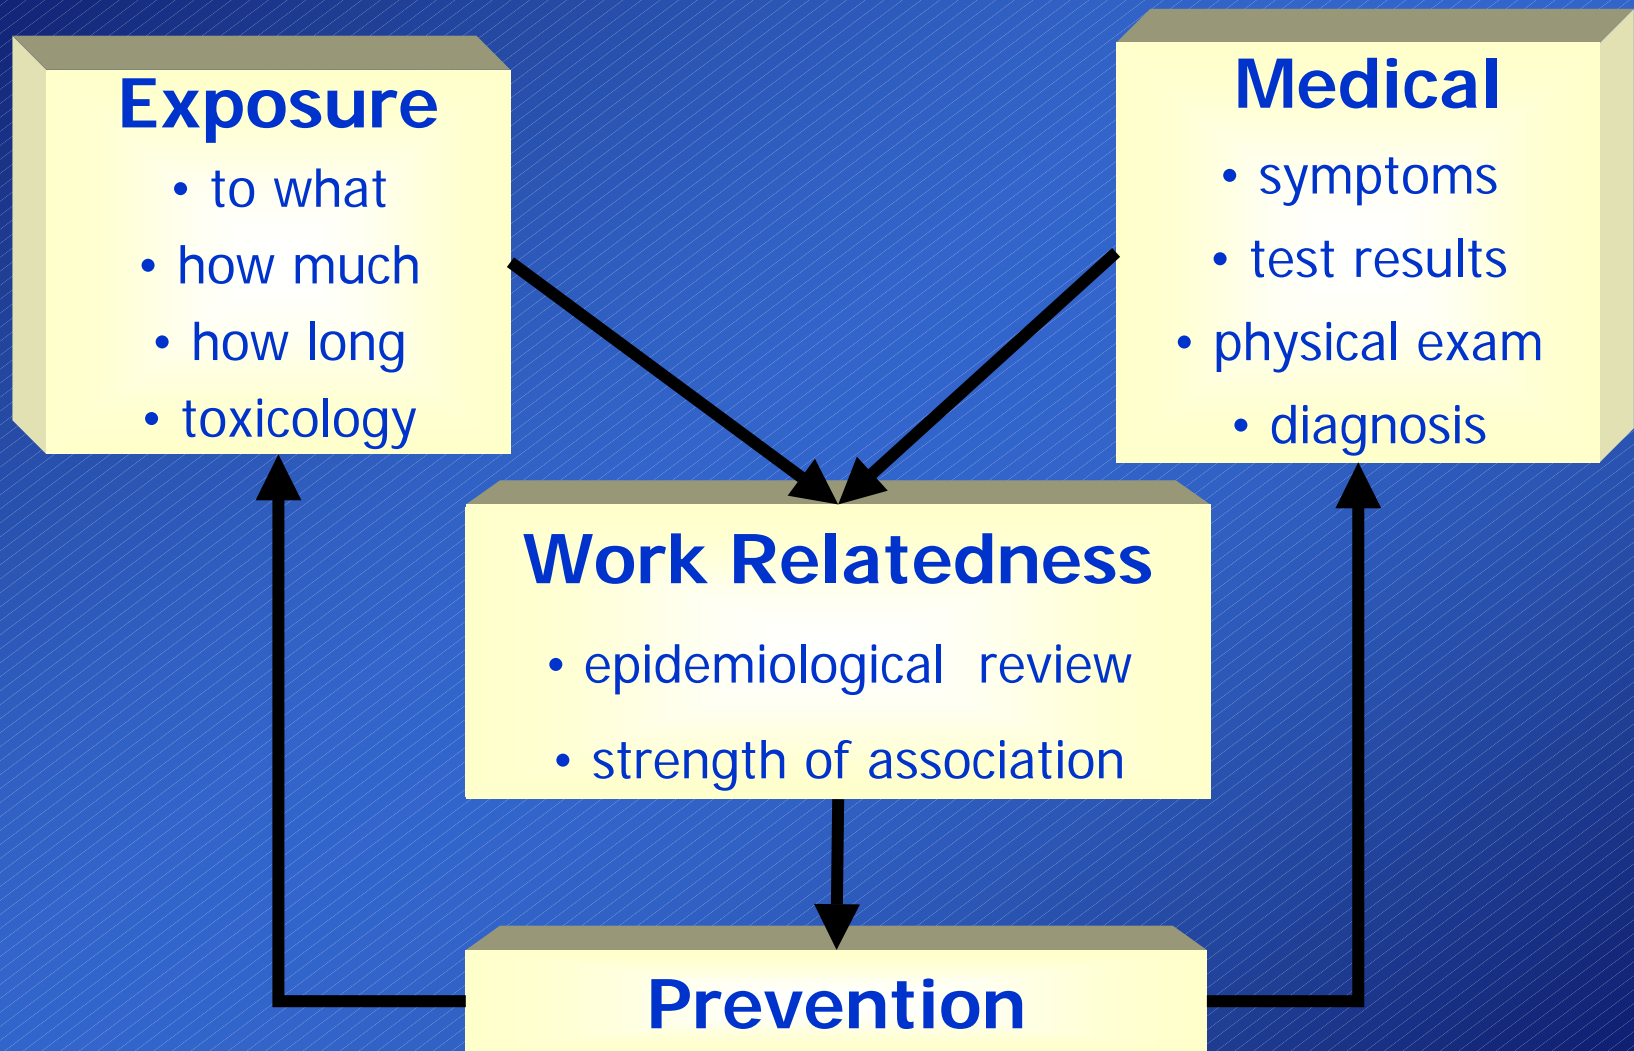 Exposure
• to what
• how much
• how long
• toxicology
Medical
• symptoms
• test results
• physical exam
• diagnosis
Work Relatedness
• epidemiological review
• strength of association
Prevention